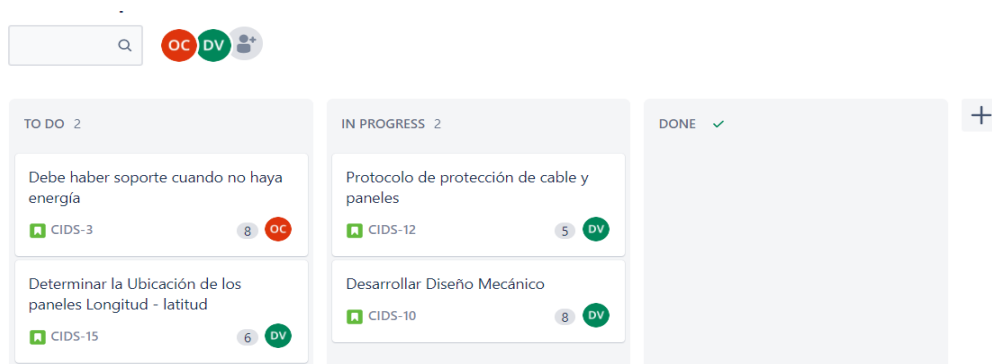 OC DV
TO DO 2
Debe haber soporte cuando no haya
energía
CIDS-3 8 OC
Determinar la Ubicación de los
paneles Longitud - latitud
CIDS-15 6 DV
IN PROGRESS 2
Protocolo de protección de cable y
paneles
CIDS-12 5 DV
Desarrollar Diseño Mecánico
CIDS-10 8 DV
DONE